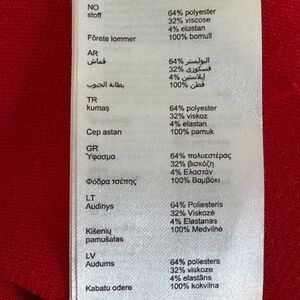 NO
stoff 64% polyester
32% viscose
4% elastan
Fôrete lommer 100% bomull
AR
قماش 64% البوليستر
32% فسكوزي
4% إيلاستين
بطانة الجيوب 100% قطن
TR
kumaş 64% polyester
32% viskoz
4% elastan
Cep astarı 100% pamuk
GR
Ύφασμα 64% πολυεστέρας
32% βισκόζη
4% Ελαστάν
Φόδρα τσέπης 100% Βαμβάκι
LT
Audinys 64% Poliesteris
32% Viskozė
4% Elastanas
Kišenių 100% Medvilnė
pamušalas
LV
Audums 64% poliesters
32% viskoze
4% elastāns
Kabatu odere 100% kokvilna